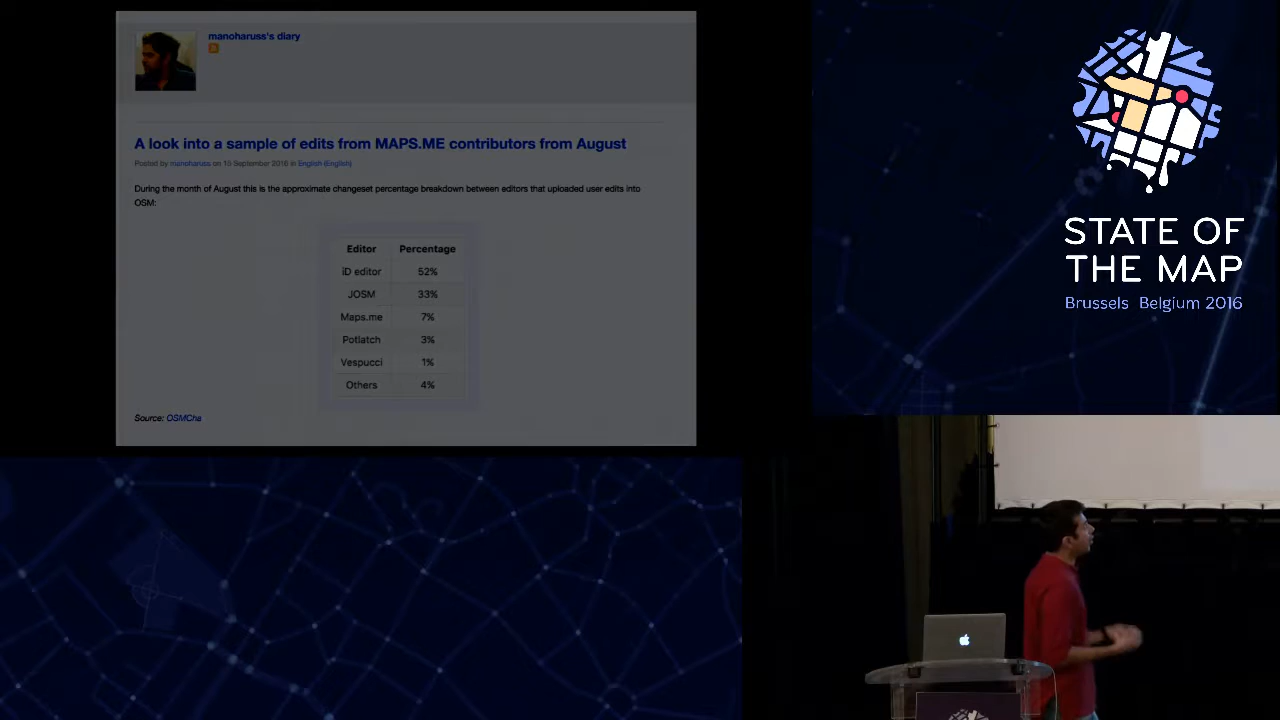 manoharuss's diary
A look into a sample of edits from MAPS.ME contributors from August
Posted by manoharuss on 15 September 2016 in English (English)
During the month of August this is the approximate changeset percentage breakdown between editors that uploaded user edits into
OSM:
Editor Percentage
iD editor 52%
JOSM 33%
Maps.me 7%
Potlatch 3%
Vespucci 1%
Others 4%
Source: OSMCha
STATE OF
THE MAP
Brussels Belgium 2016